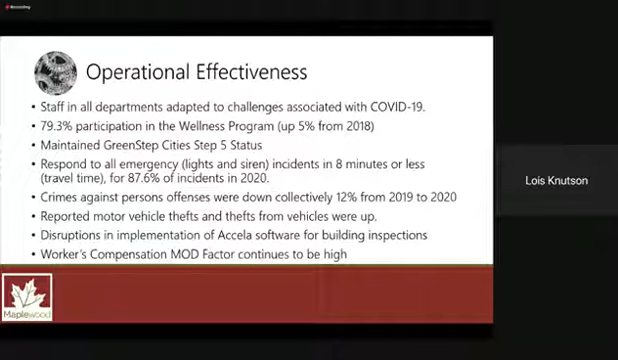 Recording
Operational Effectiveness
• Staff in all departments adapted to challenges associated with COVID-19.
• 79.3% participation in the Wellness Program (up 5% from 2018)
• Maintained GreenStep Cities Step 5 Status
• Respond to all emergency (lights and siren) incidents in 8 minutes or less
(travel time), for 87.6% of incidents in 2020.
• Crimes against persons offenses were down collectively 12% from 2019 to 2020
• Reported motor vehicle thefts and thefts from vehicles were up.
• Disruptions in implementation of Accela software for building inspections
• Worker's Compensation MOD Factor continues to be high
Lois Knutson
Maplewood